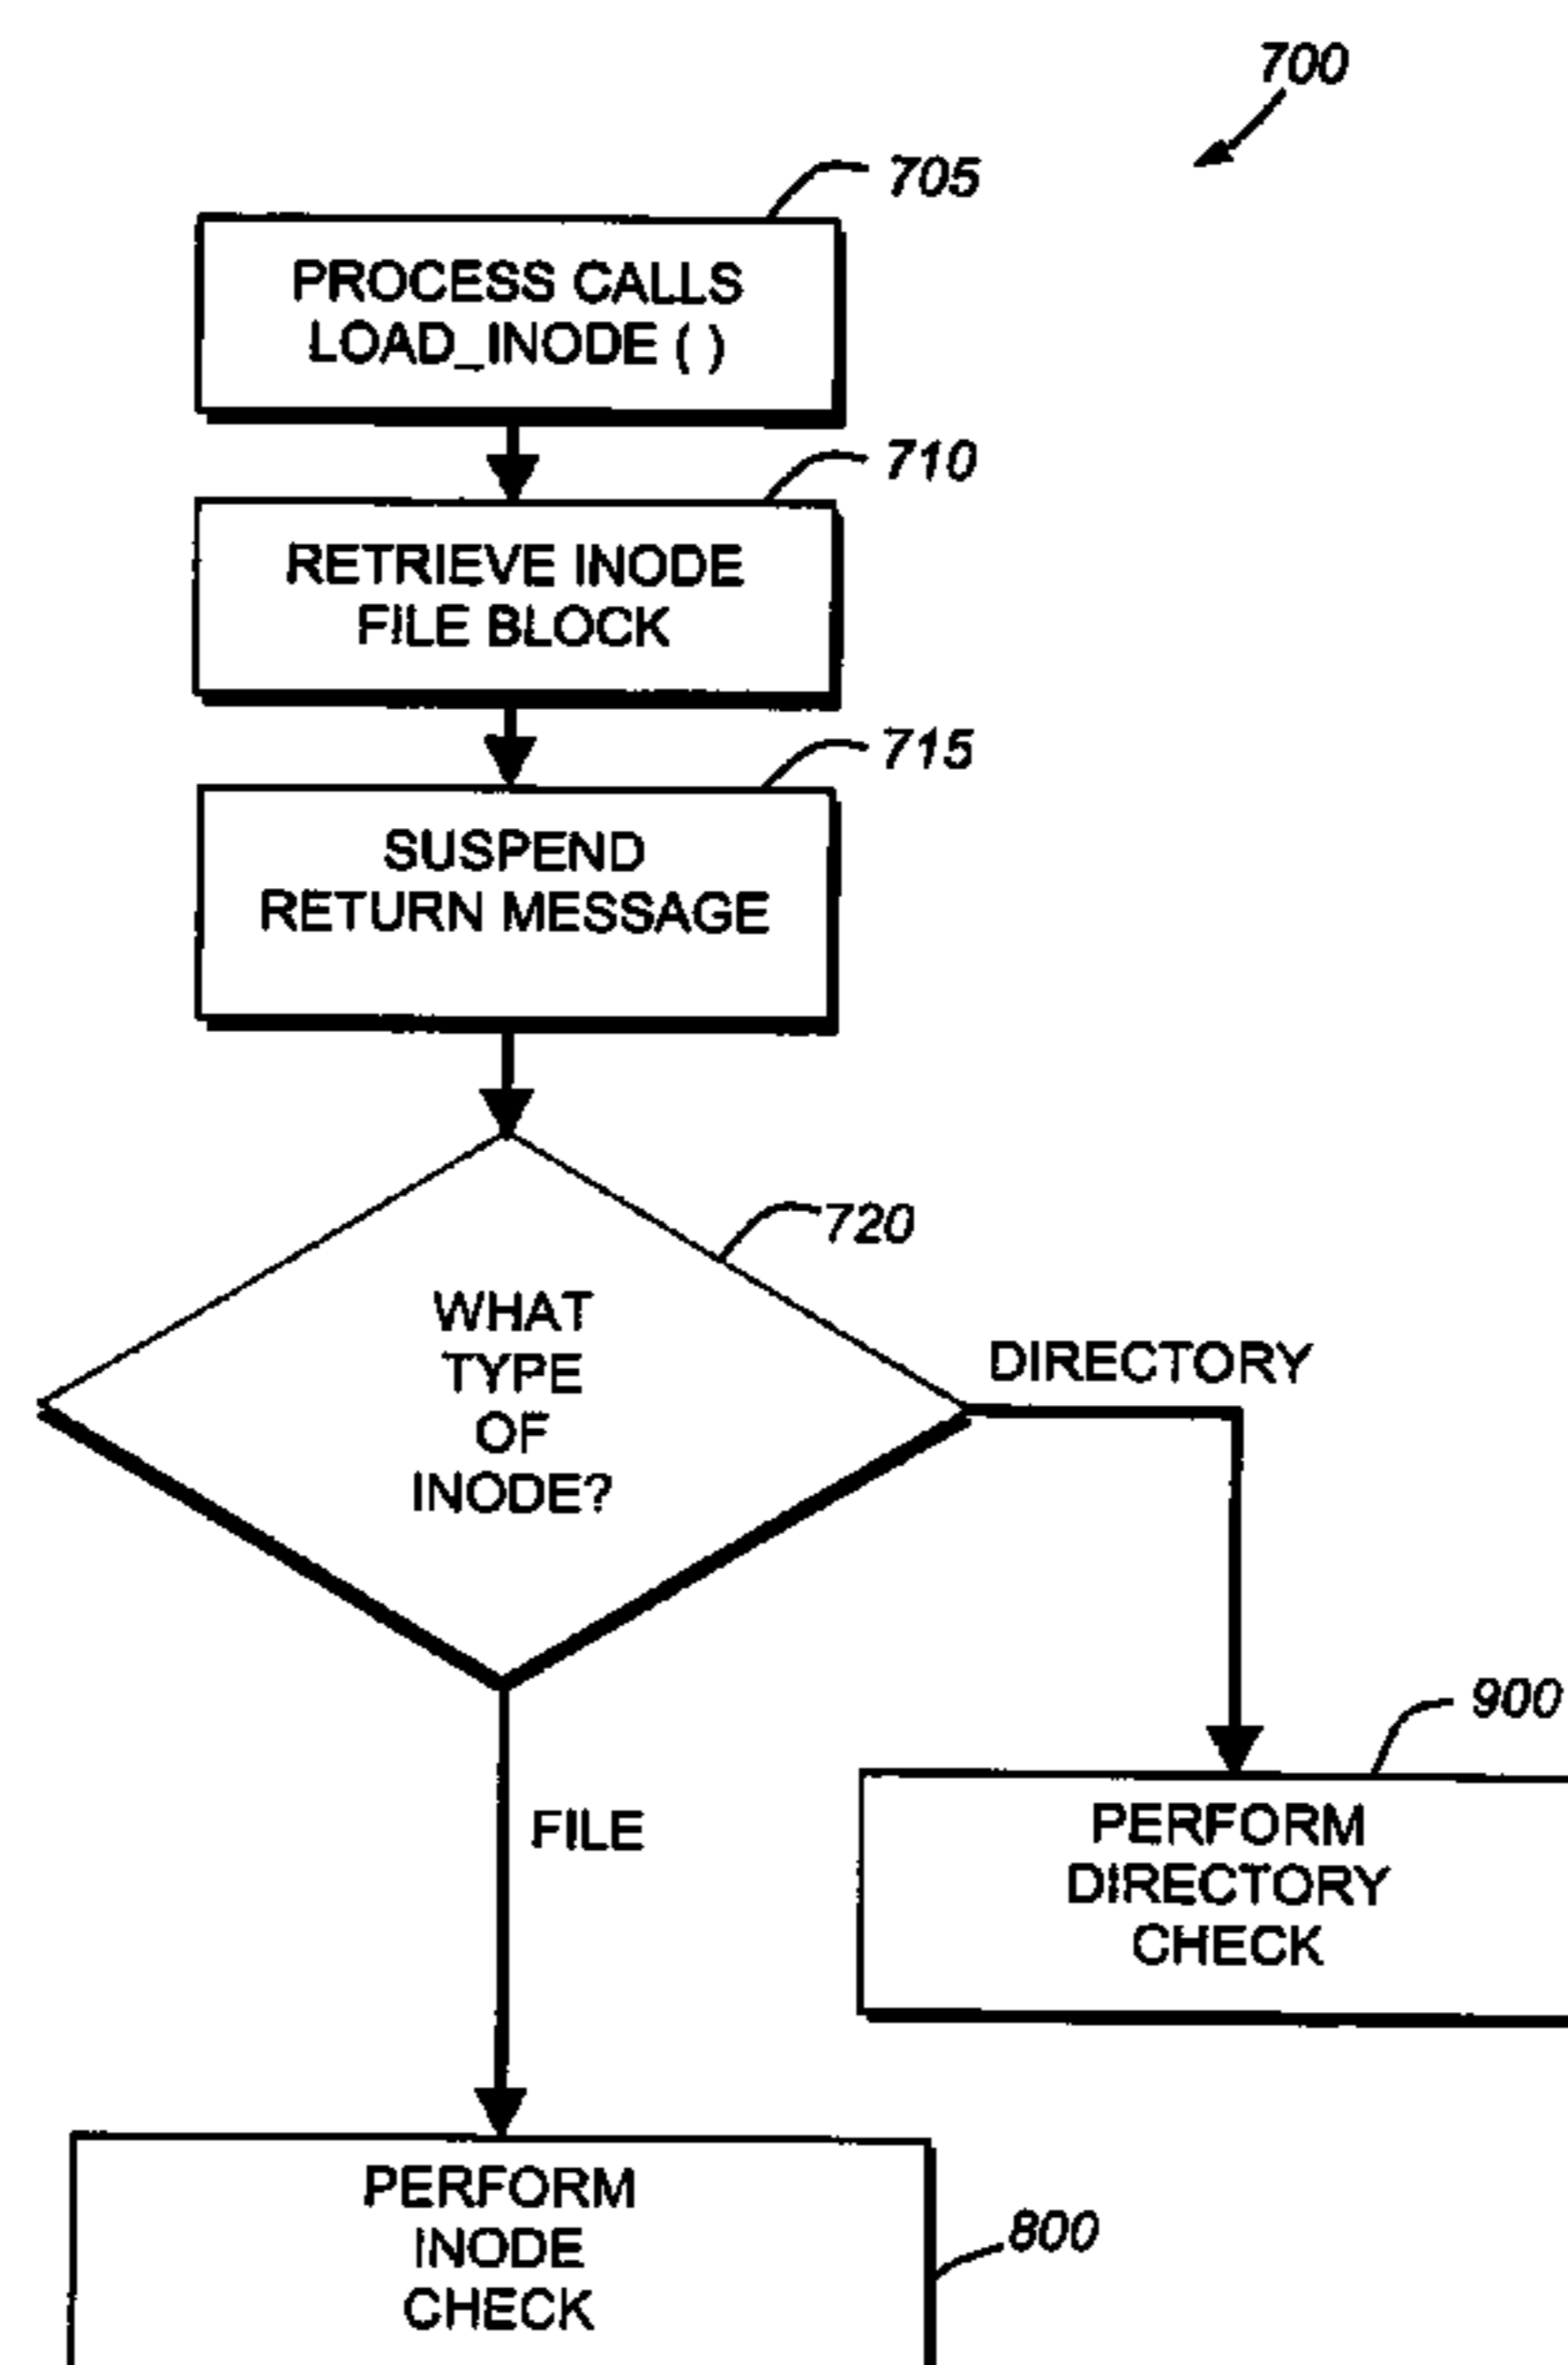 700
705
PROCESS CALLS
LOAD_INODE ( )
710
RETRIEVE INODE
FILE BLOCK
715
SUSPEND
RETURN MESSAGE
720
WHAT
TYPE
OF
INODE?
DIRECTORY
900
PERFORM
DIRECTORY
CHECK
FILE
PERFORM
INODE
CHECK
800